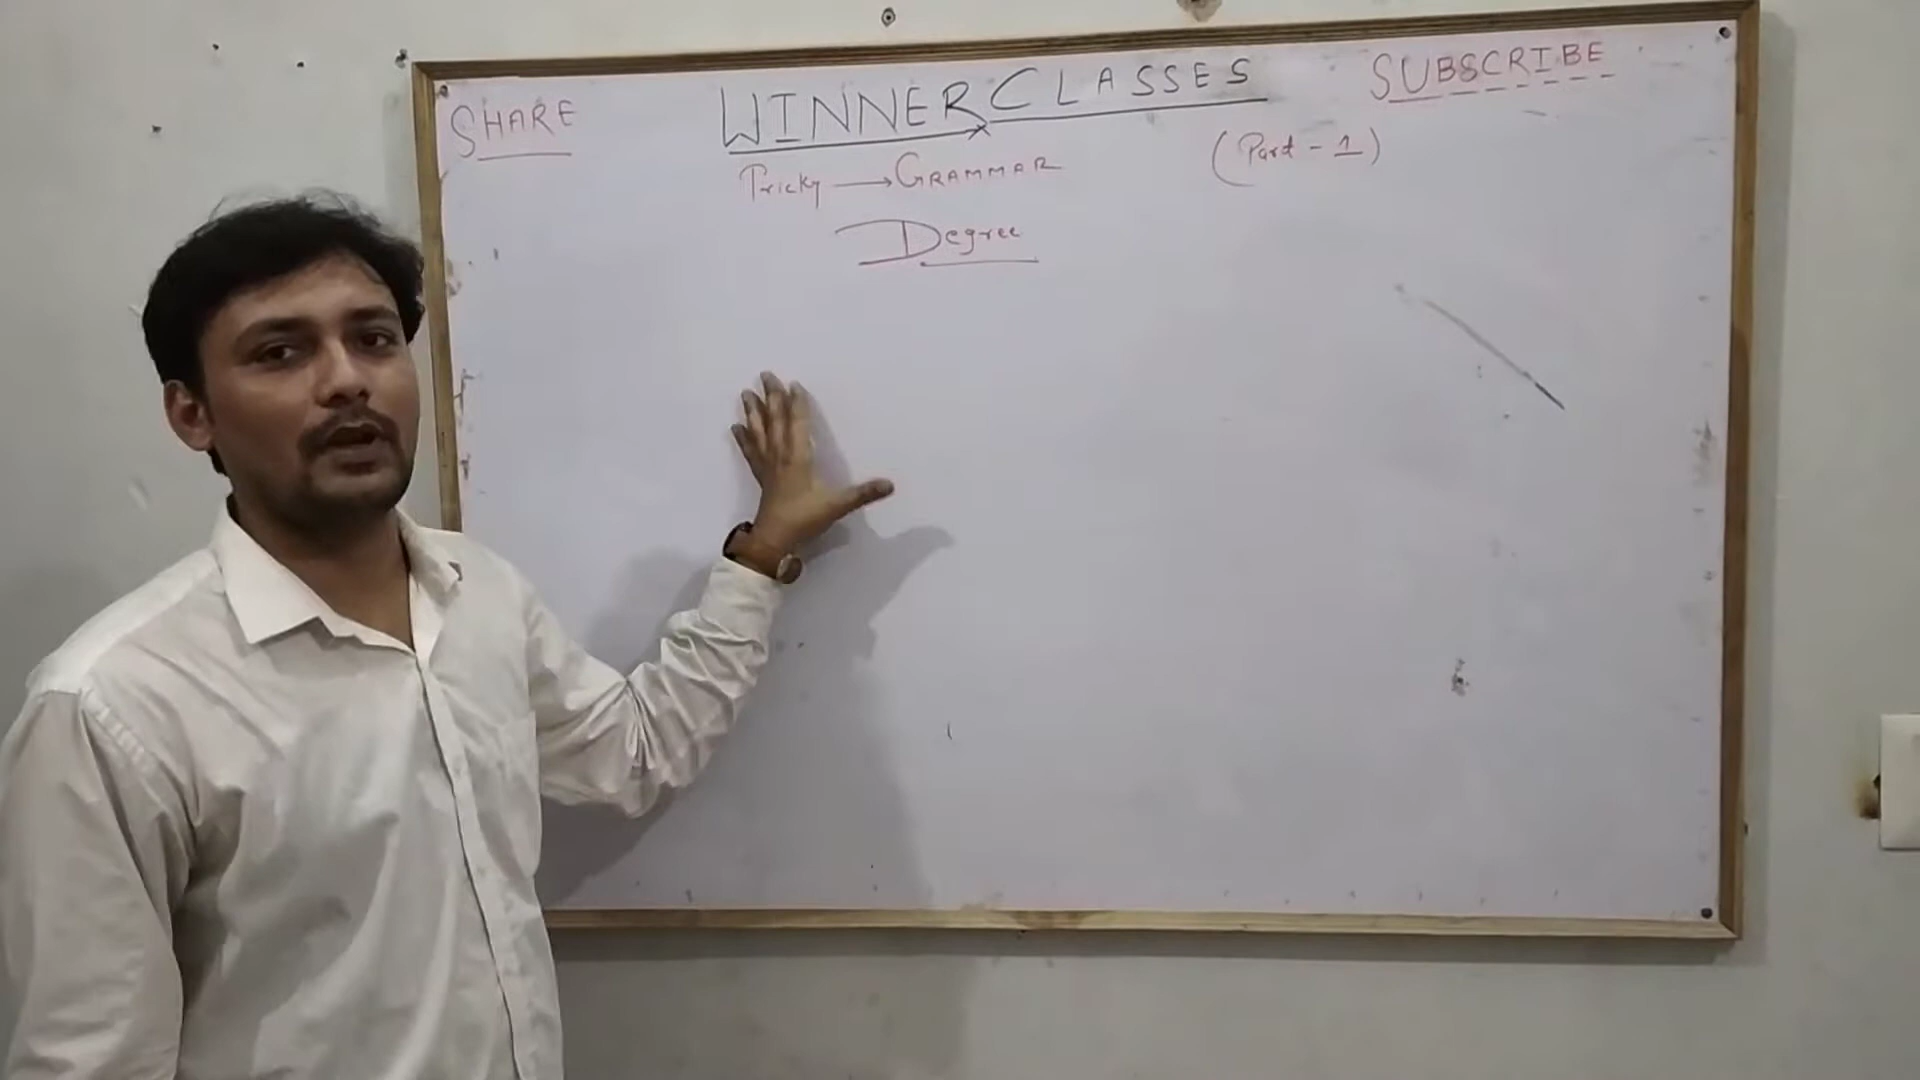 SHARE
WINNER CLASSES
SUBSCRIBE
Tricky → GRAMMAR
(Part - 1)
Degree